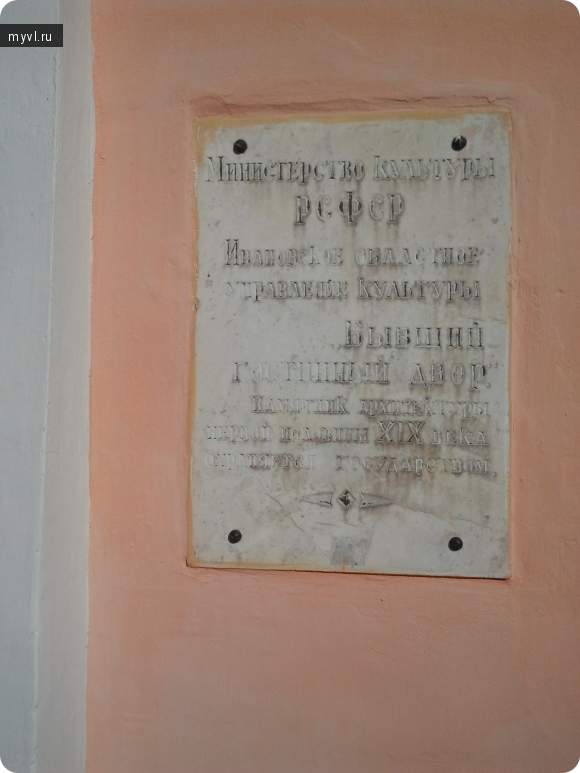 myvl.ru
Министерство культуры
РСФСР
Ивановское областное
управление культуры
"Бывший
гостинный двор"
Памятник архитектуры
первой половины XIX века
охраняется государством.